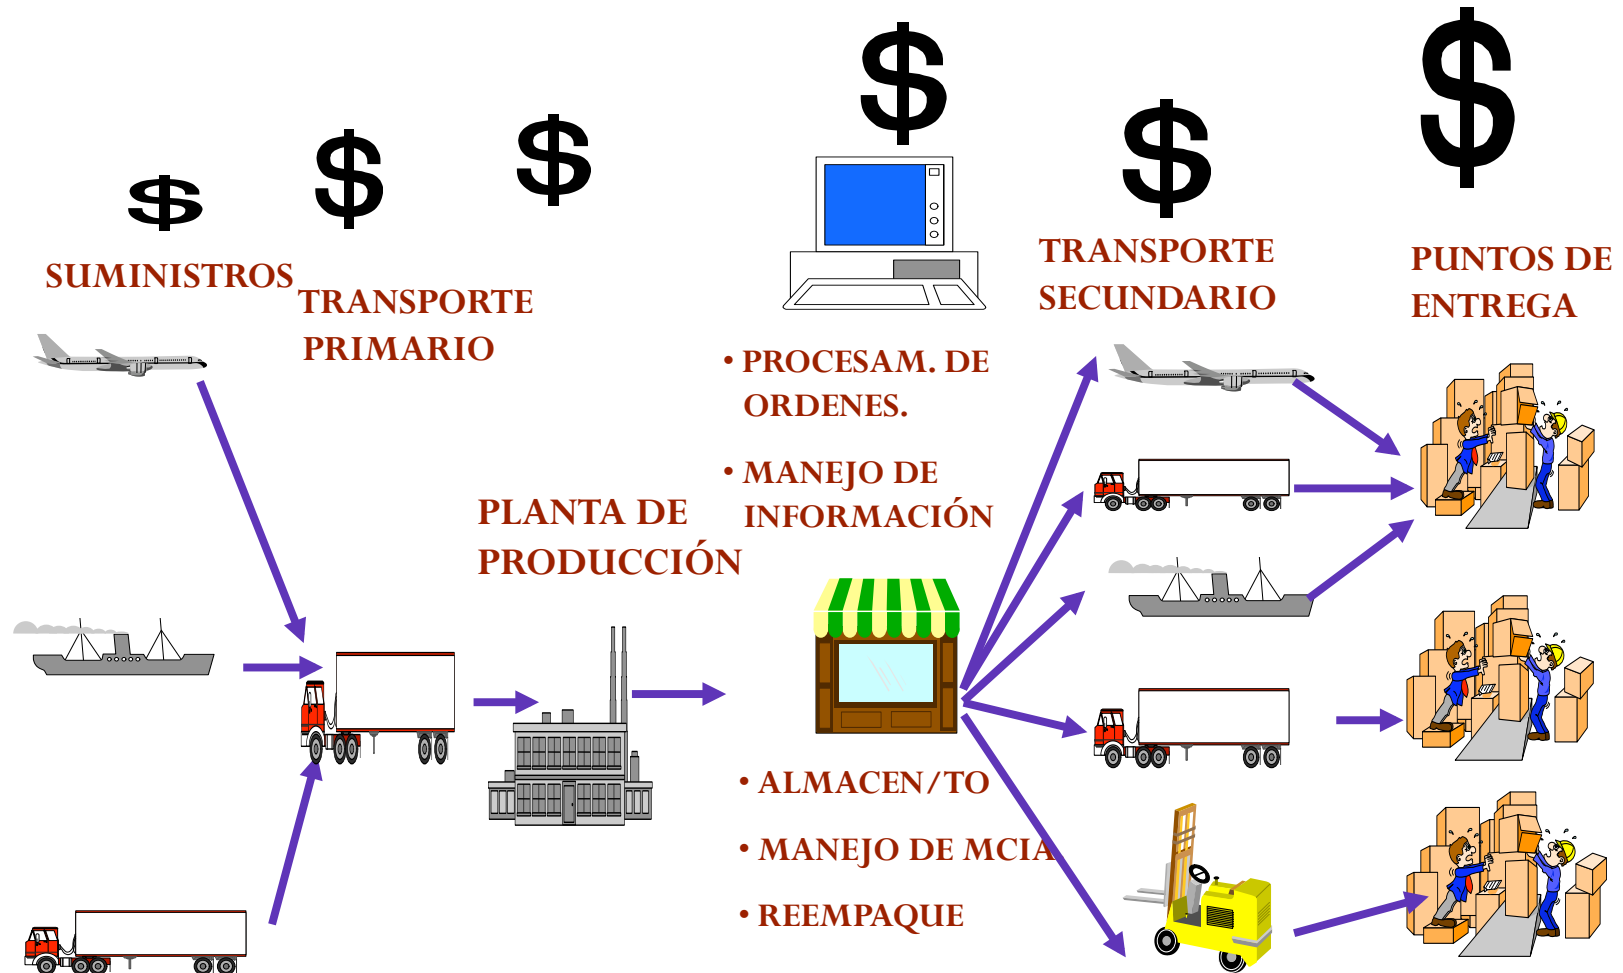 $
$
$
$
$
$
SUMINISTROS
TRANSPORTE
PRIMARIO
PLANTA DE
PRODUCCIÓN
• PROCESAM. DE
ORDENES.
• MANEJO DE
INFORMACIÓN
• ALMACEN/TO
• MANEJO DE MCIA
• REEMPAQUE
TRANSPORTE
SECUNDARIO
PUNTOS DE
ENTREGA